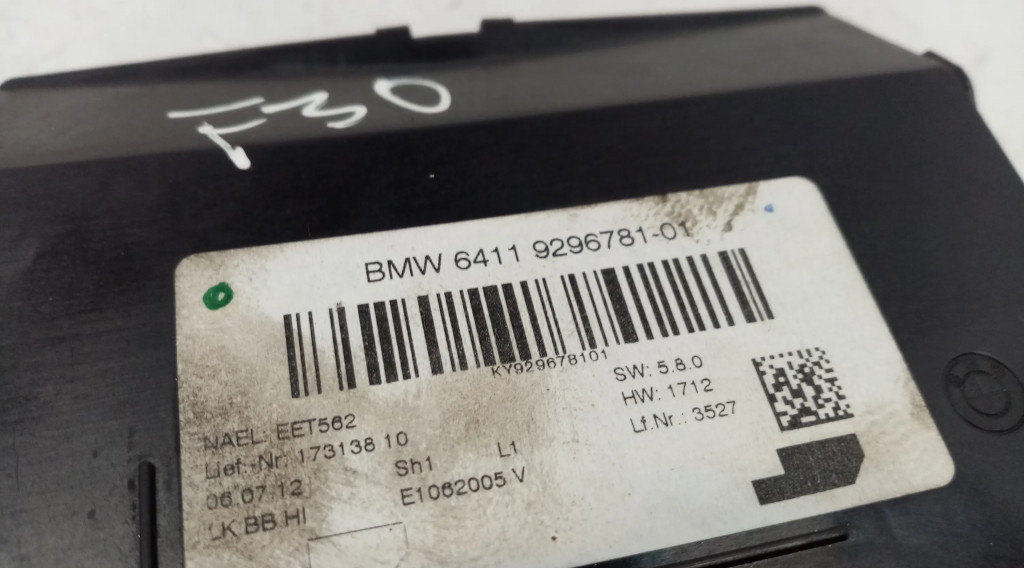 F30
BMW 6411 9296781-01
KY929678101
SW: 5.8.0
HW: 1712
Lf.Nr.: 3527
NAEL: EET562
Lief.-Nr. 173138 10
06.07.12
Sh1
L1
LK BB HI
E1062005 V